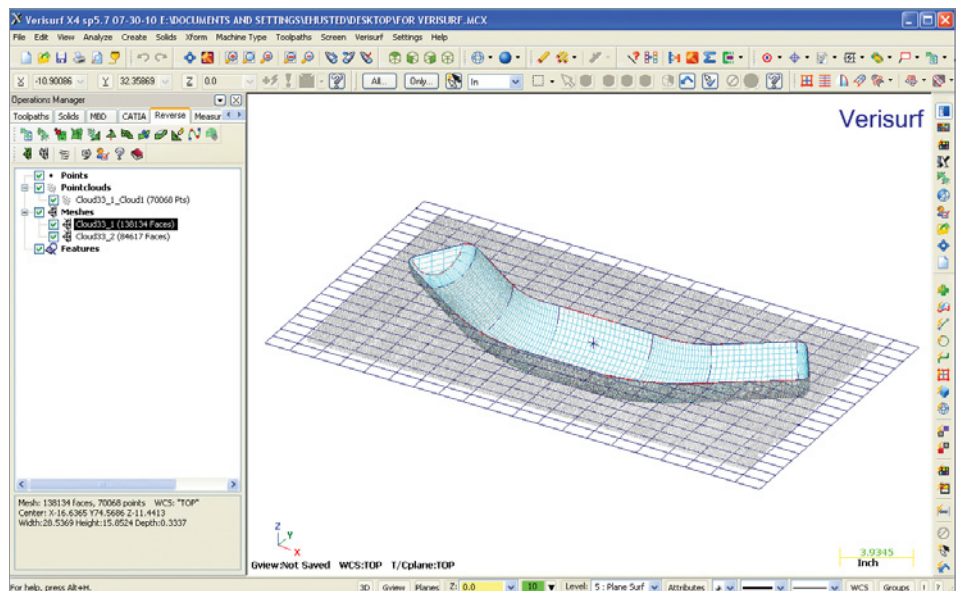 Verisurf X4 sp5.7 07-30-10 E:\DOCUMENTS AND SETTINGS\EHUSTED\DESKTOP\FOR VERISURF.MCX
File Edit View Analyze Create Solids Xform Machine Type Toolpaths Screen Verisurf Settings Help
X -10.90086 Y 32.35869 Z 0.0 All... Only... In
Operations Manager
Toolpaths Solids MBD CATIA Reverse Measur
Points
Pointclouds
Cloud33_1_Cloud1 (70068 Pts)
Meshes
Cloud33_1 (138134 Faces)
Cloud33_2 (84617 Faces)
Features
Verisurf
Mesh: 138134 faces, 70068 points WCS: "TOP"
Center: X-16.6365 Y74.5686 Z-11.4413
Width:28.5369 Height:15.8524 Depth:0.3337
Z
Y
X
3.9345
Inch
Gview:Not Saved WCS:TOP T/Cplane:TOP
For help, press Alt+H.
3D Gview Planes Z: 0.0 10 Level: 5 : Plane Surf Attributes WCS Groups ! ?